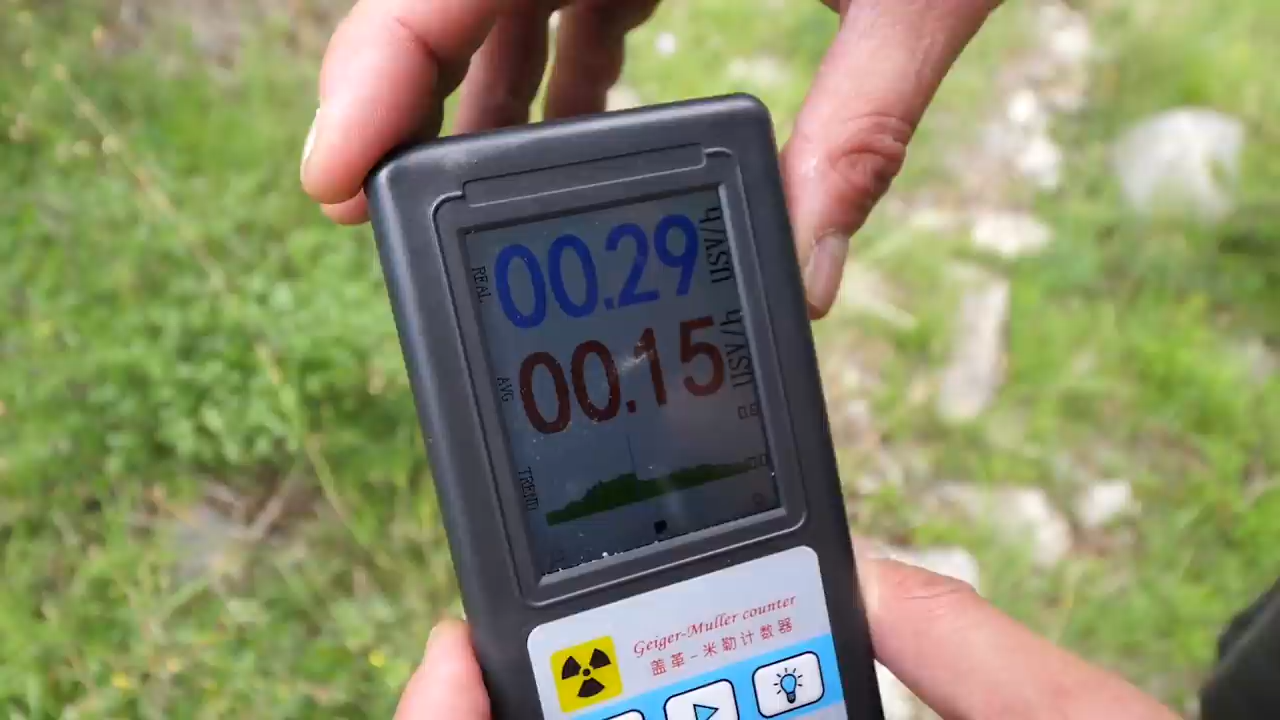 REAL 00.29 USV/h
AVG 00.15 USV/h
TREND
Geiger-Muller counter
盖革-米勒计数器